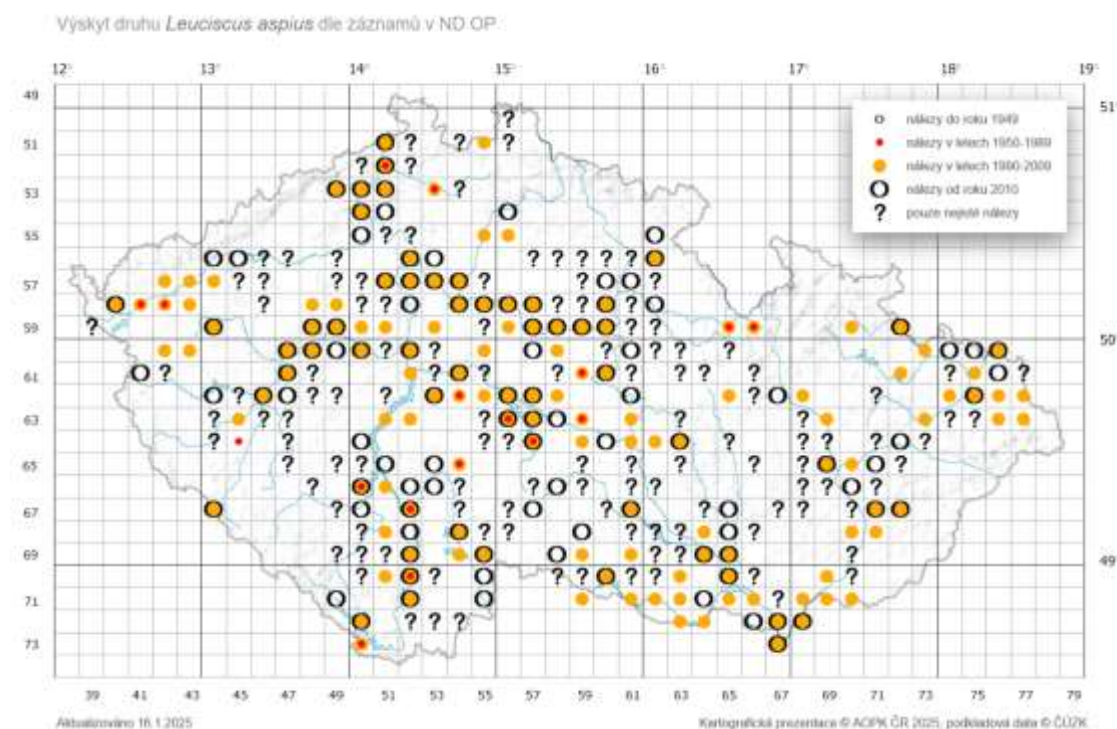 Výskyt druhu Leuciscus aspius dle záznamů v ND OP
12° 13° 14° 15° 16° 17° 18° 19°
49
51°
nálezy do roku 1949
51
nálezy v letech 1950-1989
nálezy v letech 1990-2009
53
nálezy od roku 2010
pouze nejisté nálezy
55
57
59
50
61
63
65
67
69
49
71
73
39 41 43 45 47 49 51 53 55 57 59 61 63 65 67 69 71 73 75 77 79
Aktualizováno 16.1.2025
Kartografická prezentace © AOPK ČR 2025, podkladová data © ČÚZK